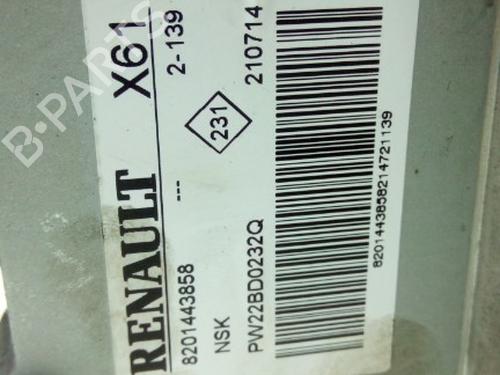 RENAULT X61
8201443858 --- 2-139
NSK 231
PW22BD0232Q 210714
8201443858214721139
B-PARTS